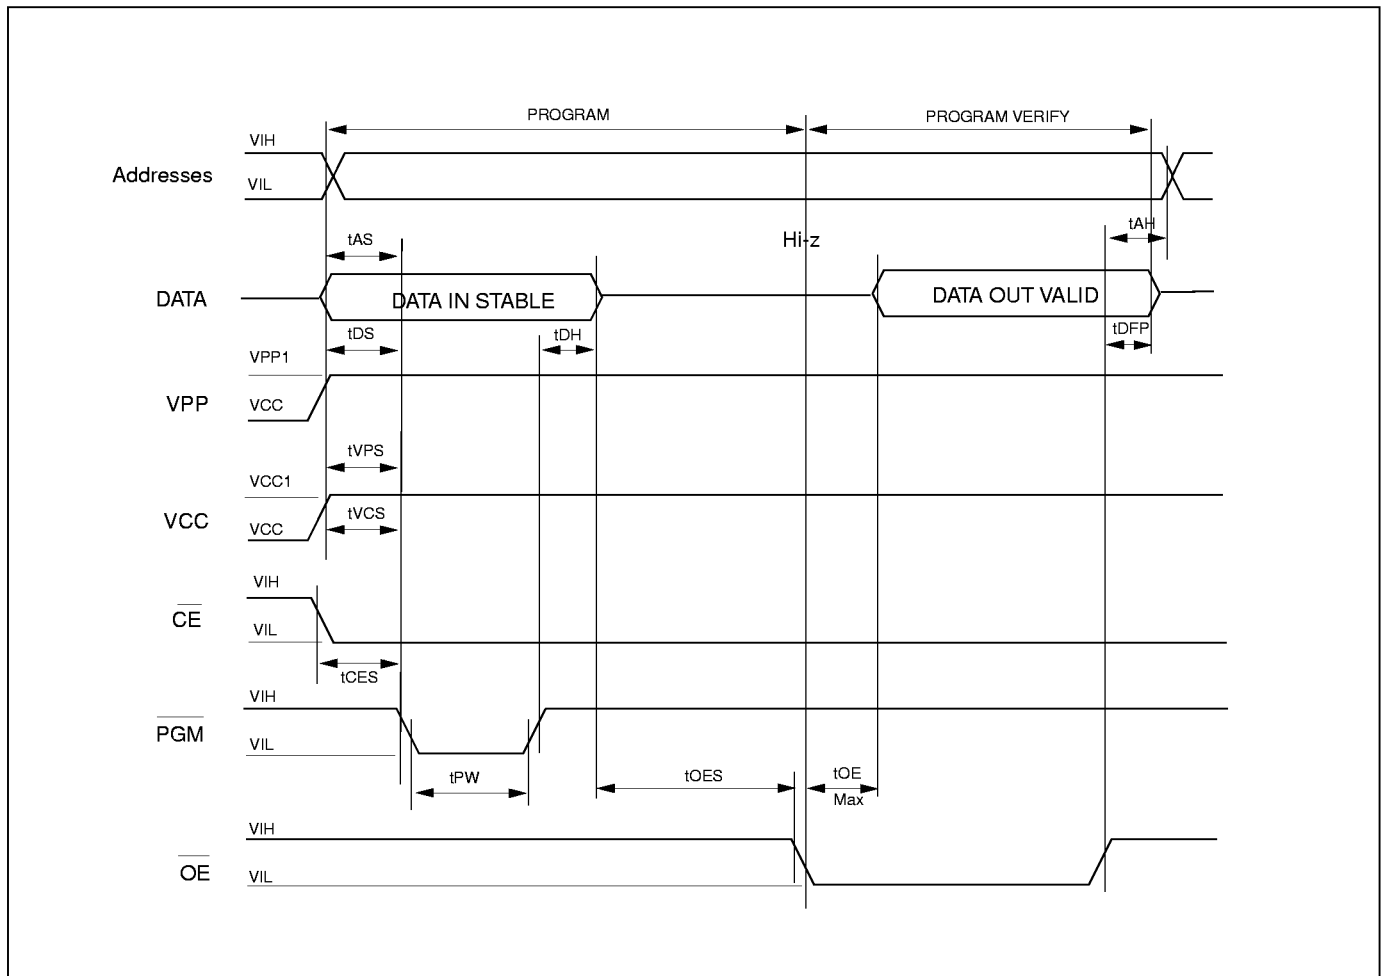 PROGRAM
PROGRAM VERIFY
VIH
Addresses
VIL
tAS
Hi-z
tAH
DATA
DATA IN STABLE
DATA OUT VALID
tDS
tDH
tDFP
VPP1
VPP
VCC
tVPS
VCC1
VCC
tVCS
VCC
VIH
CE
VIL
tCES
VIH
PGM
VIL
tPW
tOES
tOE
Max
VIH
OE
VIL